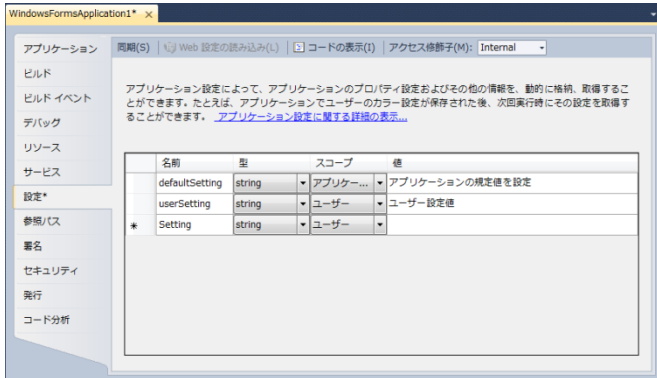 WindowsFormsApplication1* ×
同期(S) Web 設定の読み込み(L) コードの表示(I) アクセス修飾子(M): Internal
アプリケーション
ビルド
ビルド イベント
デバッグ
リソース
サービス
設定*
参照パス
署名
セキュリティ
発行
コード分析
アプリケーション設定によって、アプリケーションのプロパティ設定およびその他の情報を、動的に格納、取得するこ
とができます。たとえば、アプリケーションでユーザーのカラー設定が保存された後、次回実行時にその設定を取得す
ることができます。 アプリケーション設定に関する詳細の表示...
名前 型 スコープ 値
defaultSetting string アプリケー... アプリケーションの規定値を設定
userSetting string ユーザー ユーザー設定値
* Setting string ユーザー